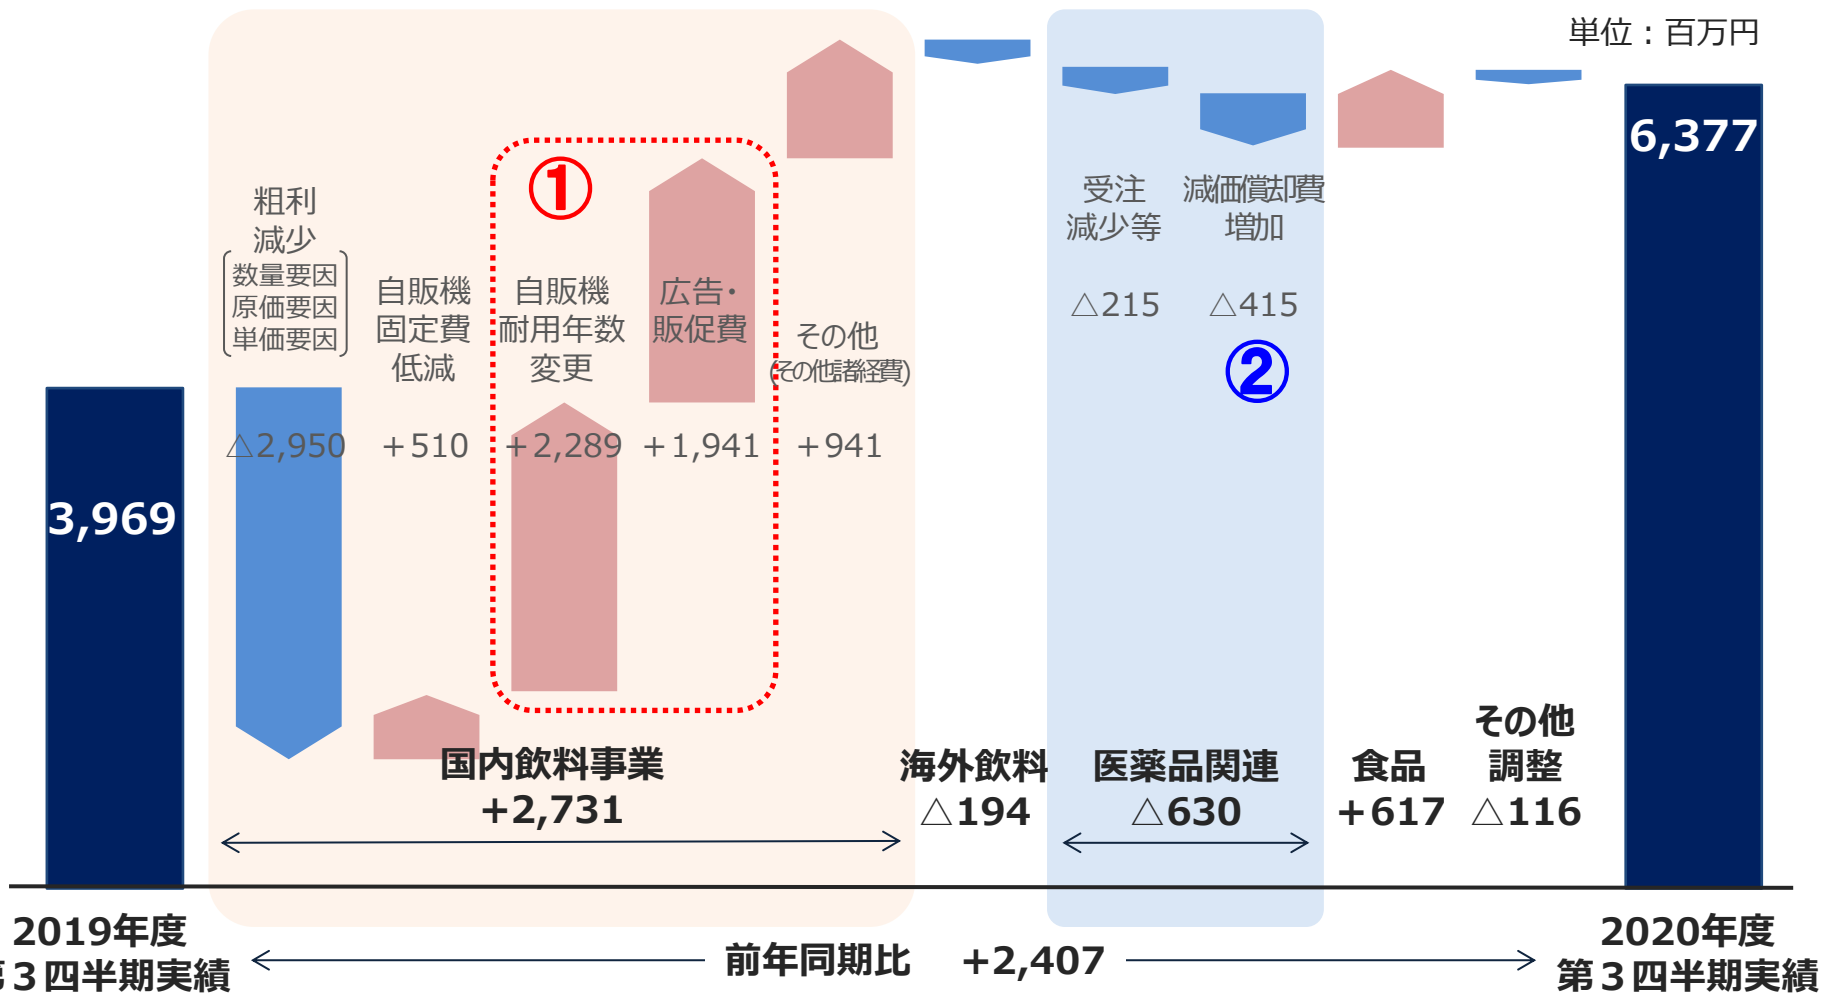 単位：百万円
粗利
減少
数量要因
原価要因
単価要因
△2,950
自販機
固定費
低減
＋510
①
自販機
耐用年数
変更
＋2,289
広告・
販促費
＋1,941
その他
(その他諸経費)
＋941
受注
減少等
△215
減価償却費
増加
△415
②
3,969
6,377
国内飲料事業
+2,731
海外飲料
△194
医薬品関連
△630
食品
＋617
その他
調整
△116
2019年度
第３四半期実績
前年同期比　+2,407
2020年度
第３四半期実績